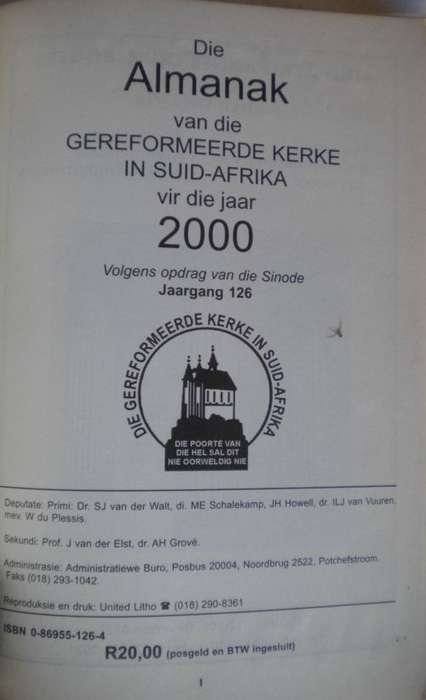 Die
Almanak
van die
GEREFORMEERDE KERKE
IN SUID-AFRIKA
vir die jaar
2000
Volgens opdrag van die Sinode
Jaargang 126
DIE GEREFORMEERDE KERKE IN SUID-AFRIKA
DIE POORTE VAN
DIE HEL SAL DIT
NIE OORWELDIG NIE
Deputate: Primi: Dr. SJ van der Walt, di. ME Schalekamp, JH Howell, dr. ILJ van Vuuren,
mev. W du Plessis.
Sekundi: Prof. J van der Elst, dr. AH Grové.
Administrasie: Administratiewe Buro, Posbus 20004, Noordbrug 2522, Potchefstroom.
Faks (018) 293-1042.
Reproduksie en druk: United Litho ☎ (018) 290-8361
ISBN 0-86955-126-4
R20,00 (posgeld en BTW ingesluit)
1